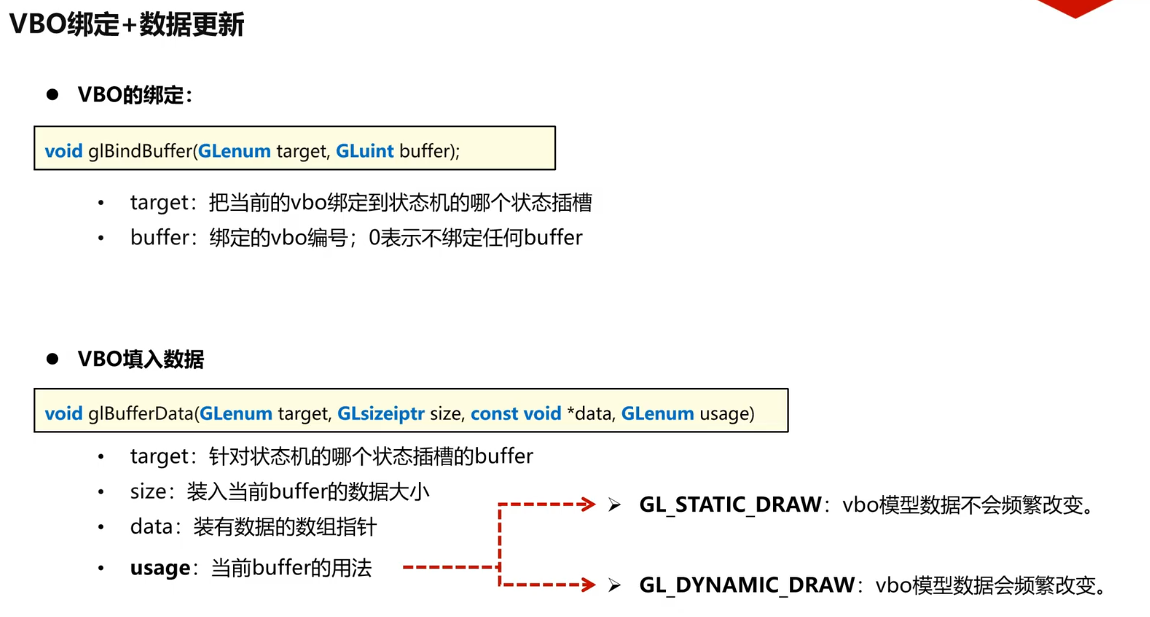 VBO绑定+数据更新
● VBO的绑定：
void glBindBuffer(GLenum target, GLuint buffer);
• target：把当前的vbo绑定到状态机的哪个状态插槽
• buffer：绑定的vbo编号；0表示不绑定任何buffer
● VBO填入数据
void glBufferData(GLenum target, GLsizeiptr size, const void *data, GLenum usage)
• target：针对状态机的哪个状态插槽的buffer
• size：装入当前buffer的数据大小
• data：装有数据的数组指针
• usage：当前buffer的用法
➢ GL_STATIC_DRAW：vbo模型数据不会频繁改变。
➢ GL_DYNAMIC_DRAW：vbo模型数据会频繁改变。